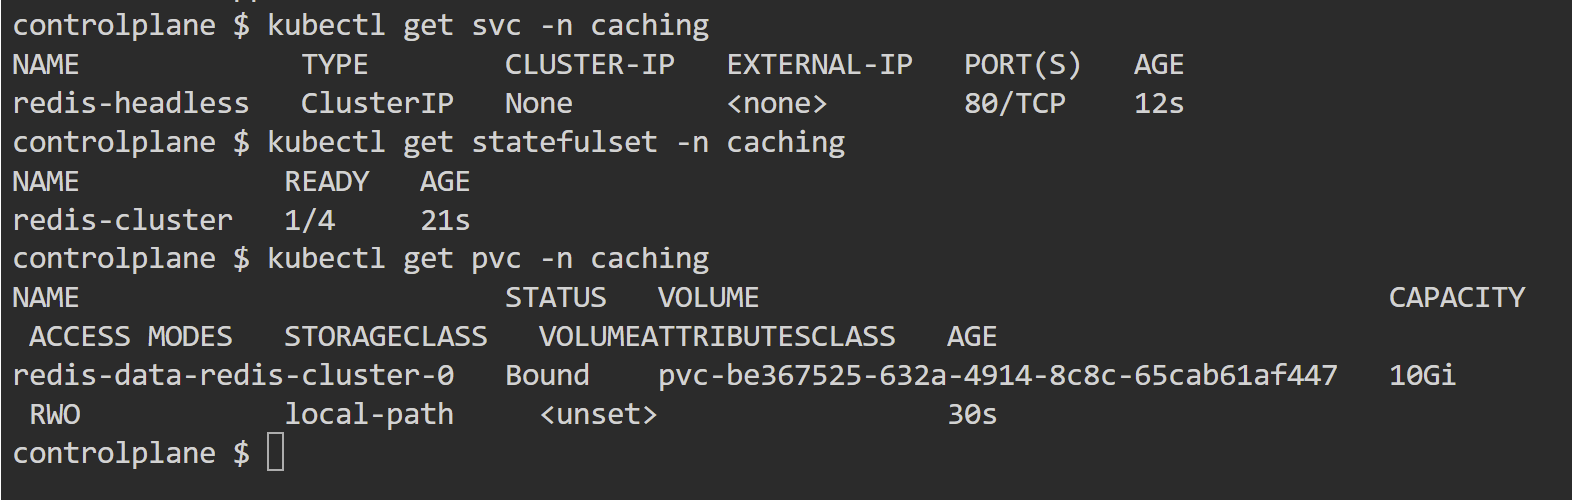 controlplane $ kubectl get svc -n caching
NAME             TYPE        CLUSTER-IP   EXTERNAL-IP   PORT(S)   AGE
redis-headless   ClusterIP   None         <none>        80/TCP    12s
controlplane $ kubectl get statefulset -n caching
NAME            READY   AGE
redis-cluster   1/4     21s
controlplane $ kubectl get pvc -n caching
NAME                         STATUS   VOLUME                                     CAPACITY
 ACCESS MODES   STORAGECLASS   VOLUMEATTRIBUTESCLASS   AGE
redis-data-redis-cluster-0   Bound    pvc-be367525-632a-4914-8c8c-65cab61af447   10Gi
 RWO            local-path     <unset>                 30s
controlplane $